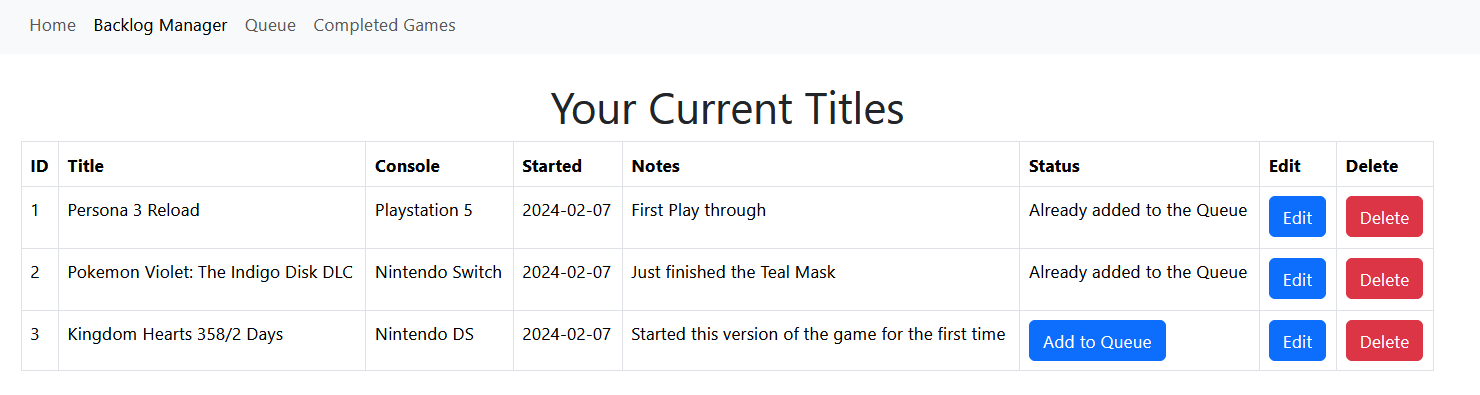 Home Backlog Manager Queue Completed Games
Your Current Titles
ID Title Console Started Notes Status Edit Delete
1 Persona 3 Reload Playstation 5 2024-02-07 First Play through Already added to the Queue Edit Delete
2 Pokemon Violet: The Indigo Disk DLC Nintendo Switch 2024-02-07 Just finished the Teal Mask Already added to the Queue Edit Delete
3 Kingdom Hearts 358/2 Days Nintendo DS 2024-02-07 Started this version of the game for the first time Add to Queue Edit Delete